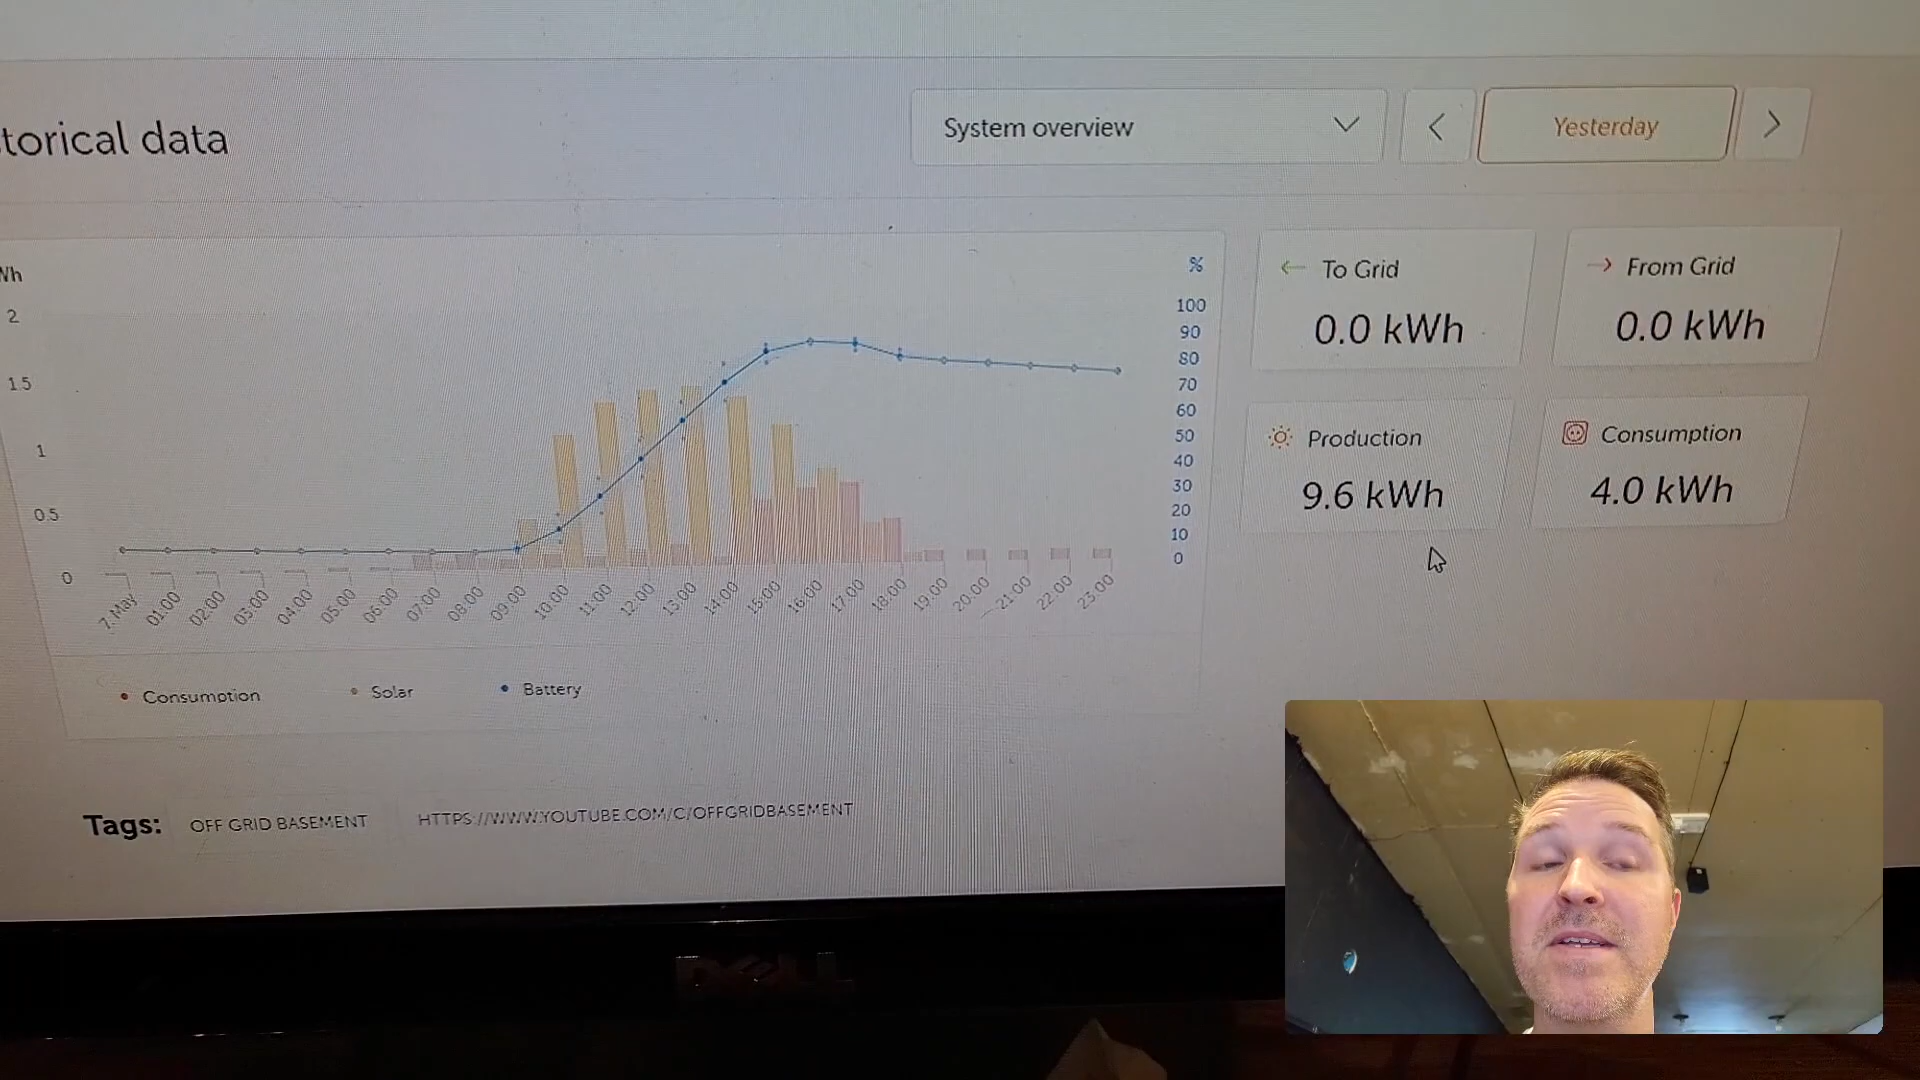 torical data
System overview
Yesterday
Wh
%
2
1.5
1
0.5
0
100
90
80
70
60
50
40
30
20
10
0
7. May
01:00
02:00
03:00
04:00
05:00
06:00
07:00
08:00
09:00
10:00
11:00
12:00
13:00
14:00
15:00
16:00
17:00
18:00
19:00
20:00
21:00
22:00
23:00
Consumption
Solar
Battery
To Grid
0.0 kWh
From Grid
0.0 kWh
Production
9.6 kWh
Consumption
4.0 kWh
Tags:
OFF GRID BASEMENT
HTTPS://WWW.YOUTUBE.COM/C/OFFGRIDBASEMENT
DELL